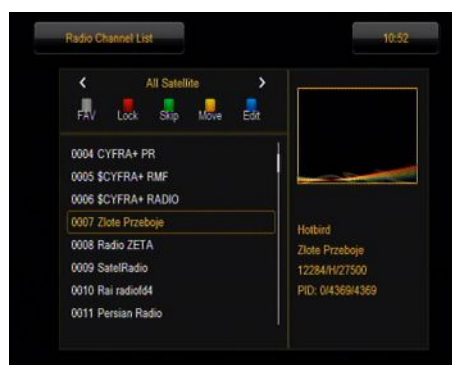 Radio Channel List
10:52
All Satellite
FAV Lock Skip Move Edit
0004 CYFRA+ PR
0005 $CYFRA+ RMF
0006 $CYFRA+ RADIO
0007 Zlote Przeboje
0008 Radio ZETA
0009 SatelRadio
0010 Rai radiofd4
0011 Persian Radio
Hotbird
Zlote Przeboje
12284/H/27500
PID: 0/4369/4369